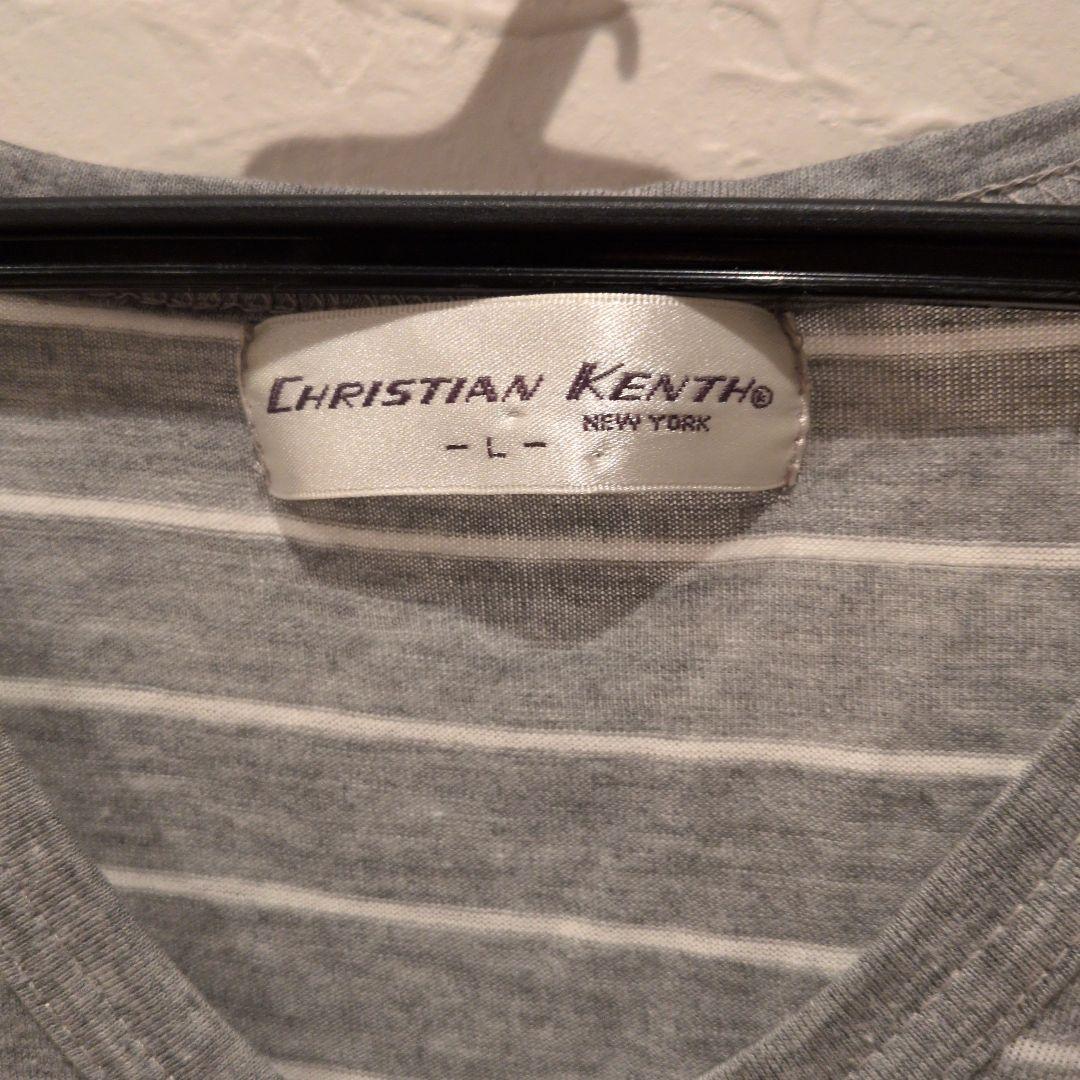 CHRISTIAN KENTH®
NEW YORK
- L -